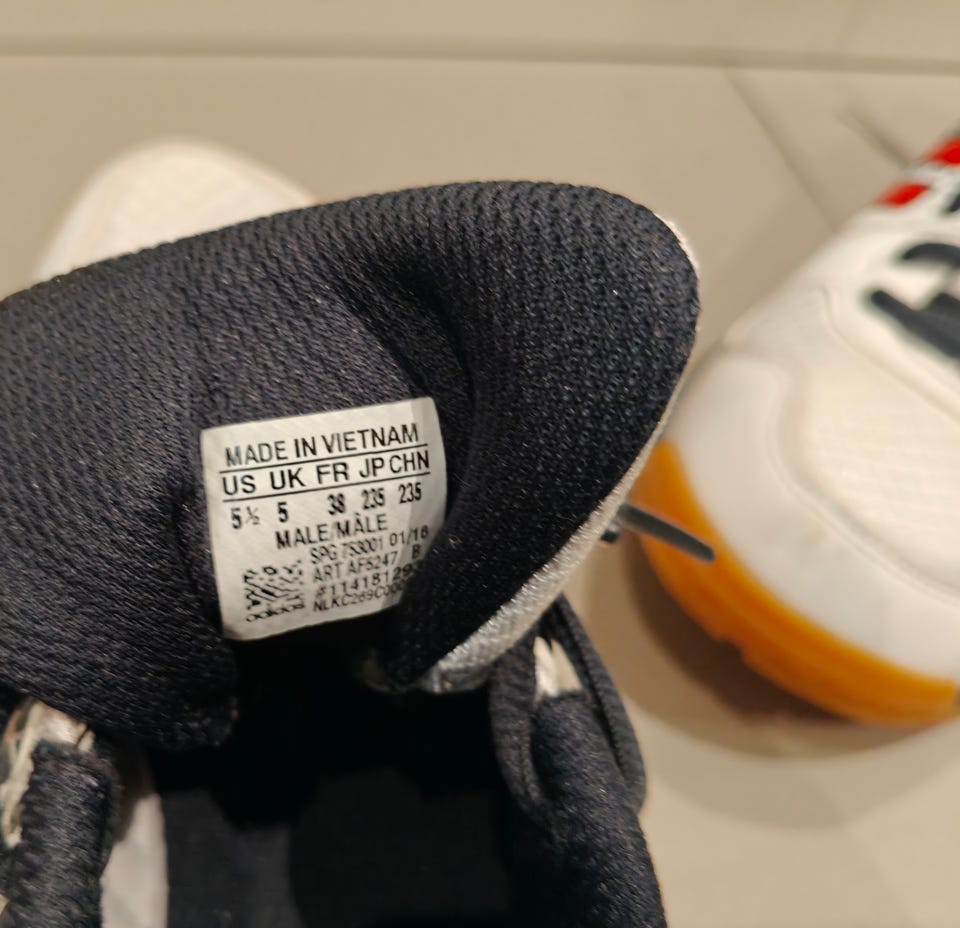 MADE IN VIETNAM
US UK FR JP CHN
5½ 5 38 235 235
MALE/MÂLE
SPG 753001 01/16
ART AF5247 B
adidas